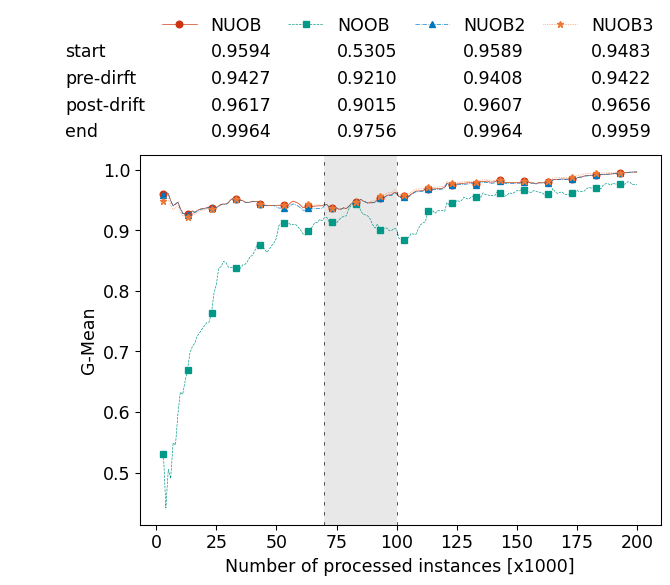 NUOB NOOB NUOB2 NUOB3
start 0.9594 0.5305 0.9589 0.9483
pre-dirft 0.9427 0.9210 0.9408 0.9422
post-drift 0.9617 0.9015 0.9607 0.9656
end 0.9964 0.9756 0.9964 0.9959
1.0
0.9
0.8
0.7
0.6
0.5
G-Mean
0 25 50 75 100 125 150 175 200
Number of processed instances [x1000]